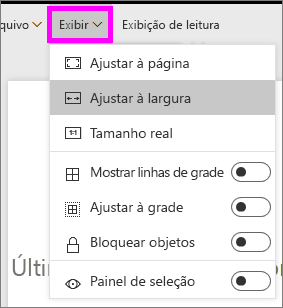 quivo Exibir Exibição de leitura
Ajustar à página
Ajustar à largura
Tamanho real
Mostrar linhas de grade
Ajustar à grade
Bloquear objetos
Painel de seleção
Últi